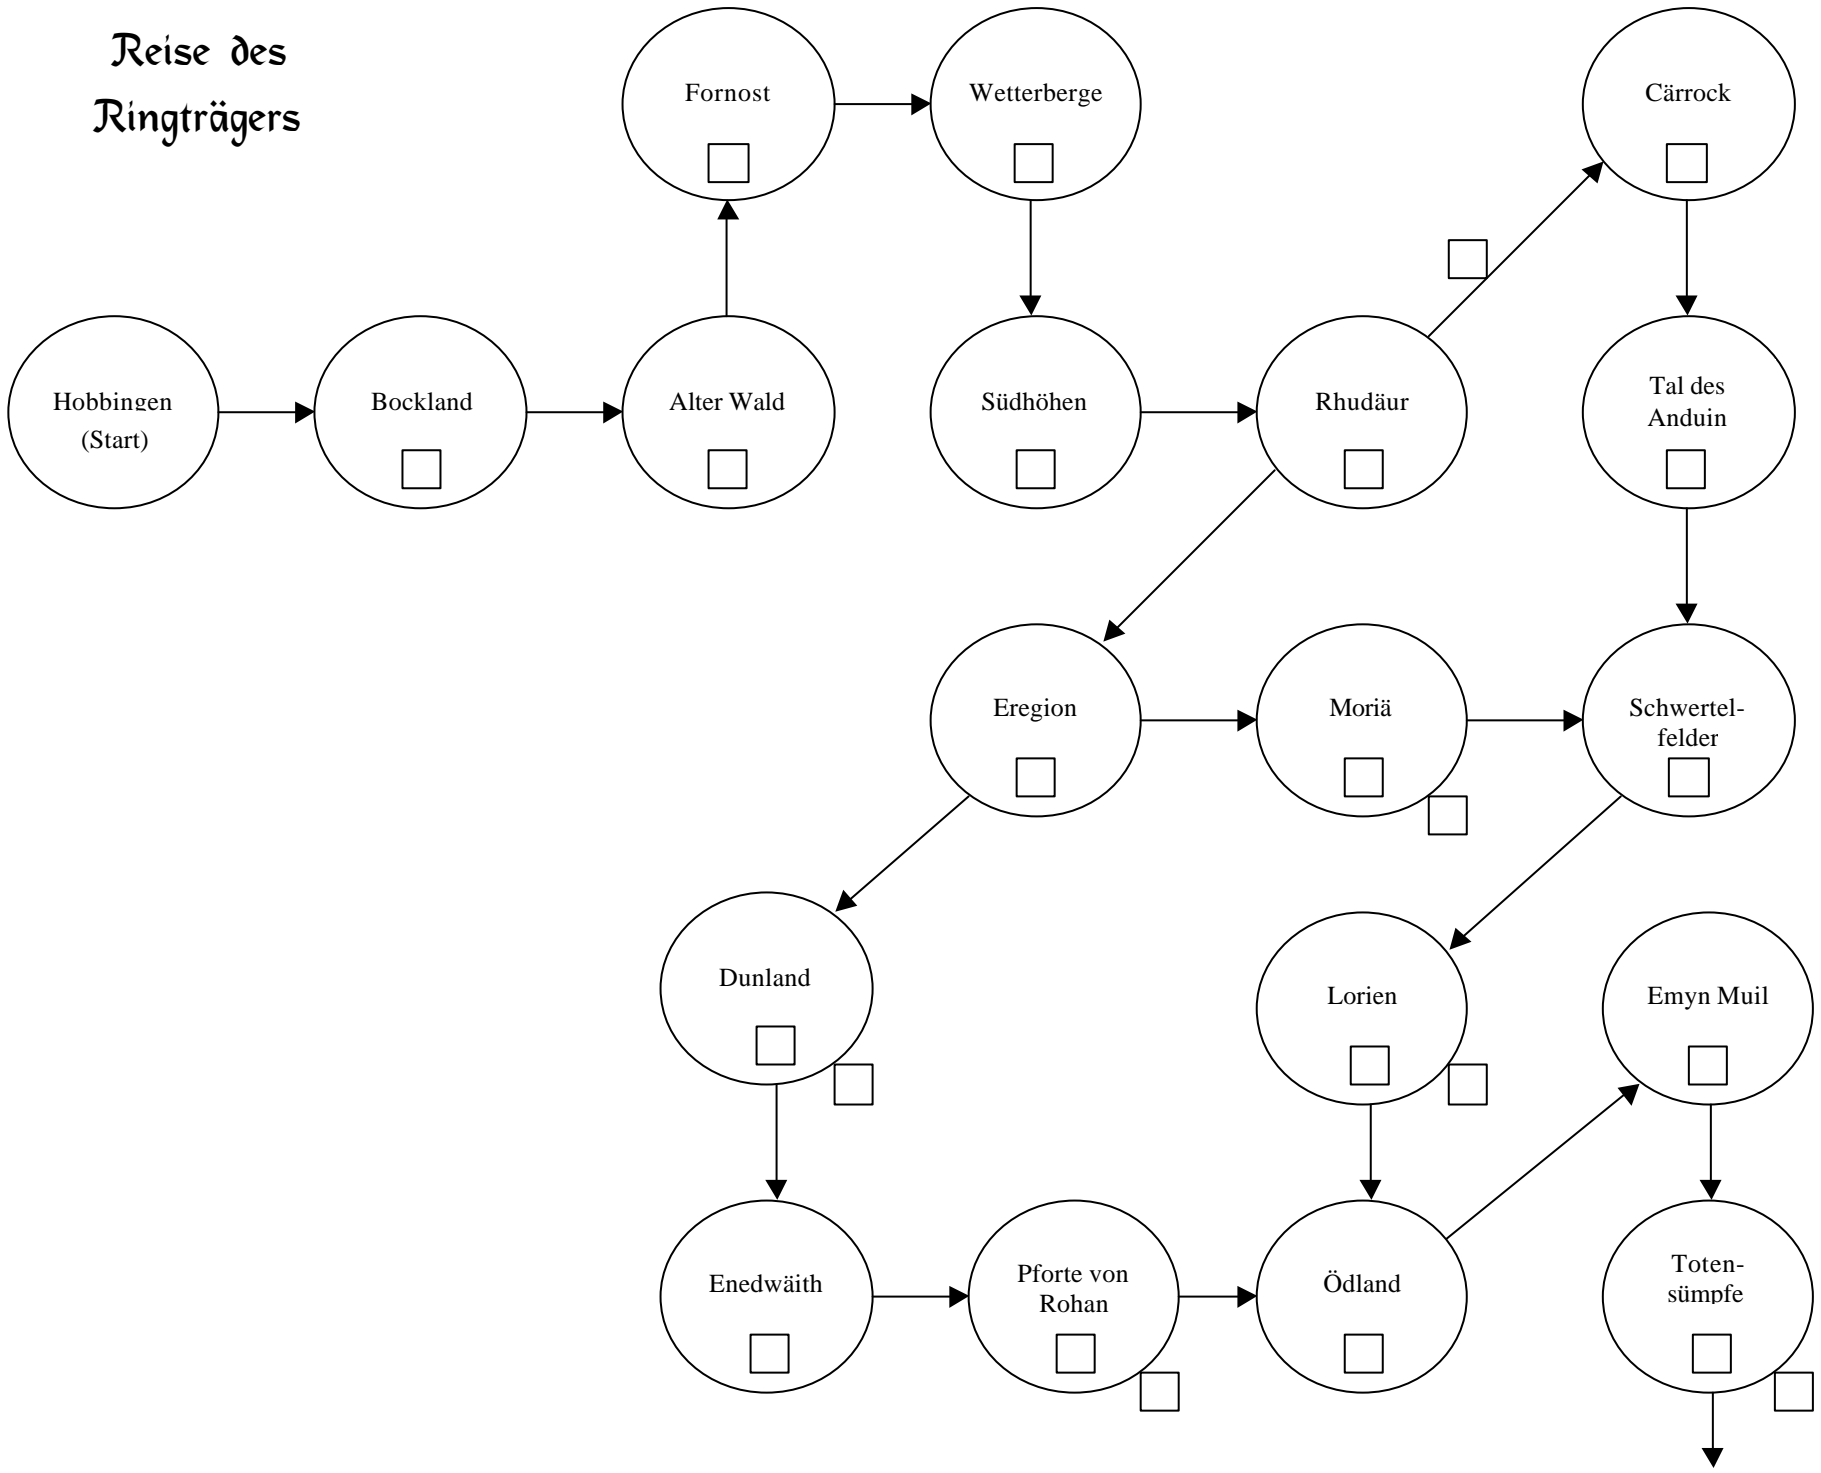 Reise des
Ringträgers
Fornost
Wetterberge
Cärrock
Hobbingen
(Start)
Bockland
Alter Wald
Südhöhen
Rhudäur
Tal des
Anduin
Eregion
Moriä
Schwertel-
felder
Dunland
Lorien
Emyn Muil
Enedwäith
Pforte von
Rohan
Ödland
Toten-
sümpfe